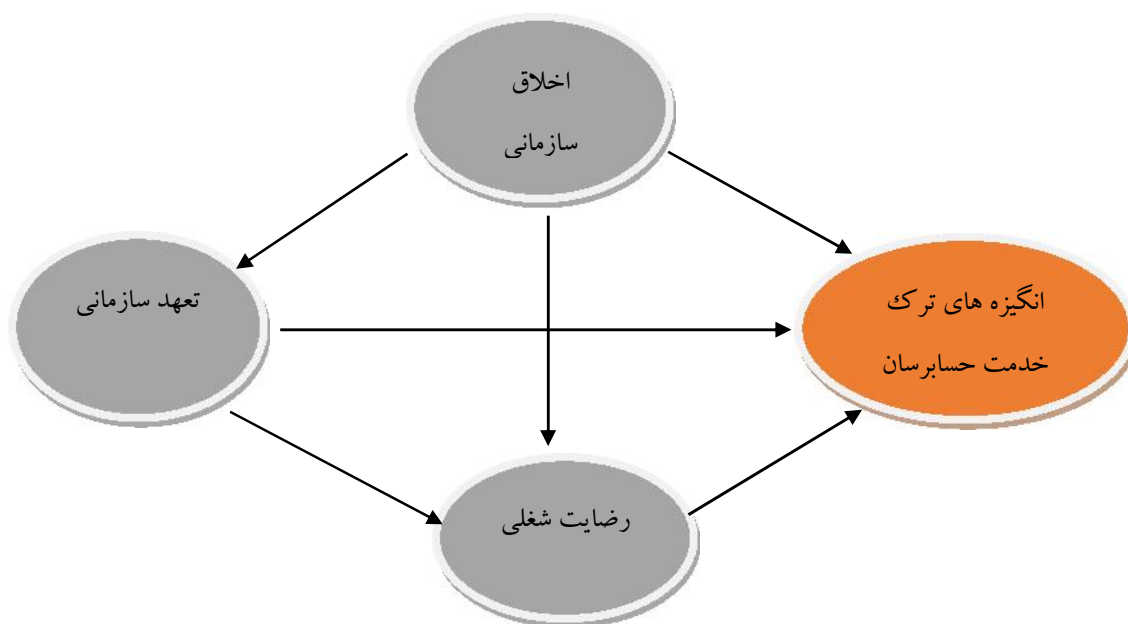 اخلاق
سازمانی
تعهد سازمانی
انگیزه های ترک
خدمت حسابرسان
رضایت شغلی